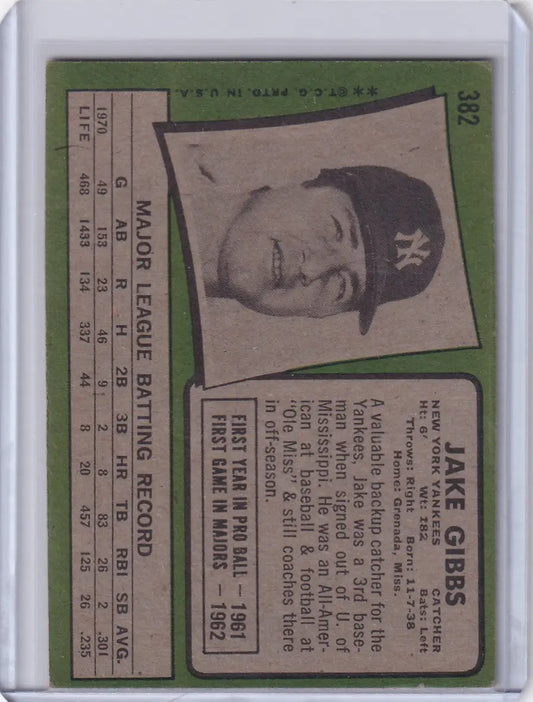 382
JAKE GIBBS
NEW YORK YANKEES CATCHER
Ht: 6' Wt: 182 Bats: Left
Throws: Right Born: 11-7-38
Home: Grenada, Miss.
A valuable backup catcher for the
Yankees, Jake was a 3rd base-
man when signed out of U. of
Mississippi. He was an All-Amer-
ican at baseball & football at
"Ole Miss" & still coaches there
in off-season.
FIRST YEAR IN PRO BALL — 1961
FIRST GAME IN MAJORS — 1962
NY
MAJOR LEAGUE BATTING RECORD
G AB R H 2B 3B HR TB RBI SB AVG.
1970 49 153 23 46 9 2 8 83 26 2 .301
LIFE 468 1433 134 337 44 8 20 457 125 26 .235
**©T.C.G. PRTD. IN U.S.A.